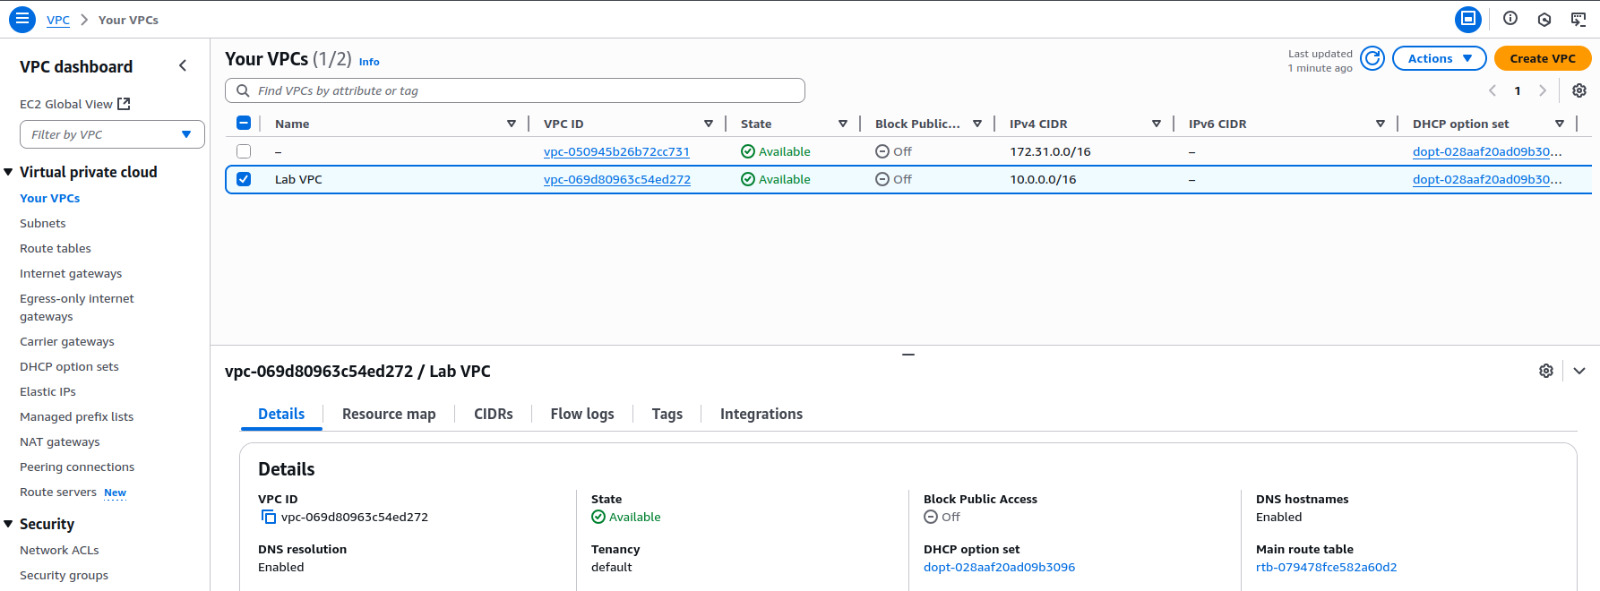 VPC > Your VPCs
VPC dashboard
EC2 Global View
Filter by VPC
Virtual private cloud
Your VPCs
Subnets
Route tables
Internet gateways
Egress-only internet
gateways
Carrier gateways
DHCP option sets
Elastic IPs
Managed prefix lists
NAT gateways
Peering connections
Route servers New
Security
Network ACLs
Security groups
Your VPCs (1/2) Info
Last updated
1 minute ago
Actions
Create VPC
Find VPCs by attribute or tag
1
Name VPC ID State Block Public... IPv4 CIDR IPv6 CIDR DHCP option set
– vpc-050945b26b72cc731 Available Off 172.31.0.0/16 – dopt-028aaf20ad09b30...
Lab VPC vpc-069d80963c54ed272 Available Off 10.0.0.0/16 – dopt-028aaf20ad09b30...
vpc-069d80963c54ed272 / Lab VPC
Details Resource map CIDRs Flow logs Tags Integrations
Details
VPC ID
vpc-069d80963c54ed272
State
Available
Block Public Access
Off
DNS hostnames
Enabled
DNS resolution
Enabled
Tenancy
default
DHCP option set
dopt-028aaf20ad09b3096
Main route table
rtb-079478fce582a60d2